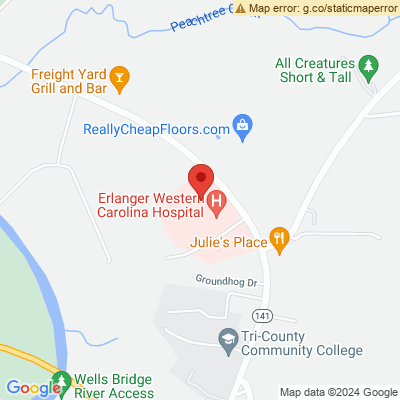 Map error: g.co/staticmaperror
Peachtree
All Creatures
Short & Tall
Freight Yard
Grill and Bar
ReallyCheapFloors.com
Erlanger Western
Carolina Hospital
H
Julie's Place
Groundhog Dr
141
Tri-County
Community College
Wells Bridge
River Access
Google
Map data ©2024 Google